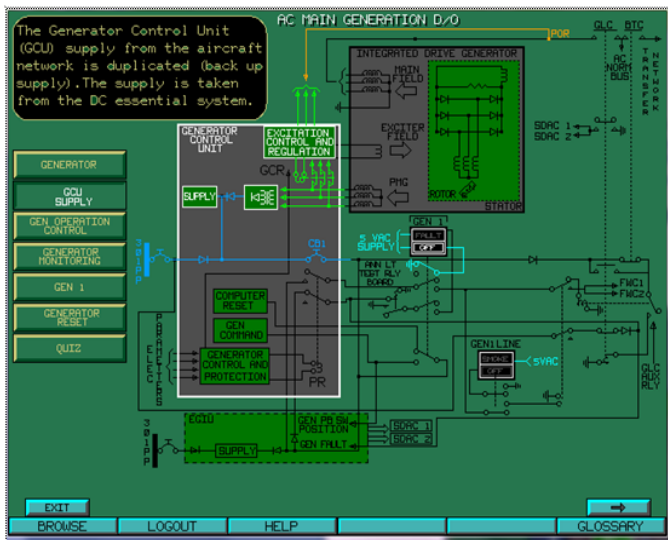 AC MAIN GENERATION D/O
The Generator Control Unit
(GCU) supply from the aircraft
network is duplicated (back up
supply).The supply is taken
from the DC essential system.
POR
GLC
BTC
TRANSFER
NETWORK
AC
NORM
BUS
INTEGRATED DRIVE GENERATOR
MAIN
FIELD
EXCITER
FIELD
PMG
ROTOR
STATOR
SDAC 1
SDAC 2
GENERATOR
CONTROL
UNIT
EXCITATION
CONTROL AND
REGULATION
GCR
SUPPLY
GENERATOR
GCU
SUPPLY
GEN OPERATION
CONTROL
GENERATOR
MONITORING
GEN 1
GENERATOR
RESET
QUIZ
GEN 1
5 VAC
SUPPLY
FAULT
OFF
CB1
ANN LT
TEST RLY
BOARD
FWC1
FWC2
COMPUTER
RESET
GEN
COMMAND
GENERATOR
CONTROL AND
PROTECTION
PR
ELEC
PARAMETERS
GEN1LINE
SMOKE
OFF
5VAC
EGIU
GEN PB SW
POSITION
GEN FAULT
SDAC 1
SDAC 2
SUPPLY
301PP
EXIT
BROWSE
LOGOUT
HELP
GLOSSARY